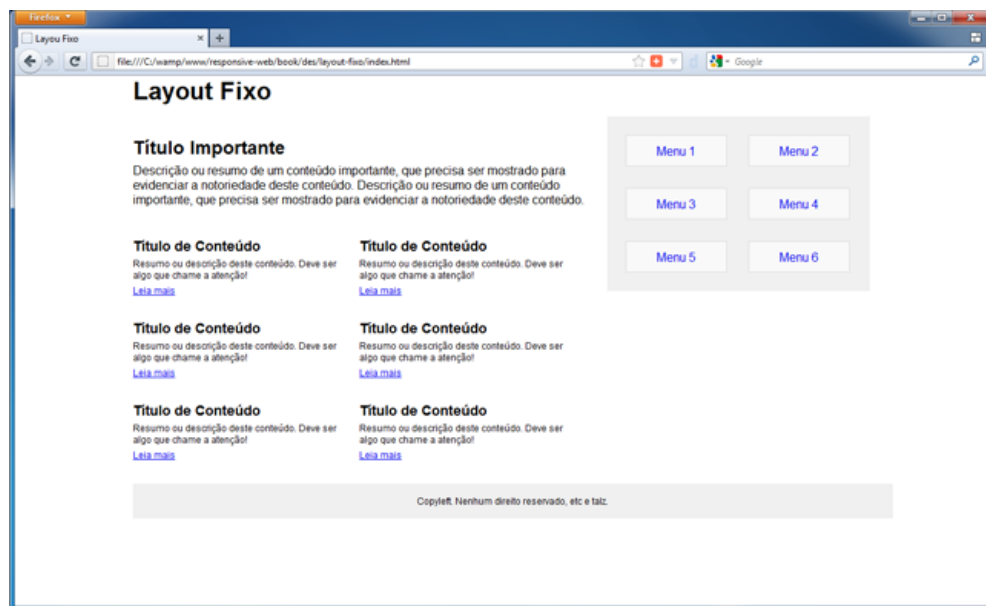 Firefox
Layou Fixo
file:///C:/wamp/www/responsive-web/book/des/layout-fixo/index.html
Google
Layout Fixo
Título Importante
Descrição ou resumo de um conteúdo importante, que precisa ser mostrado para
evidenciar a notoriedade deste conteúdo. Descrição ou resumo de um conteúdo
importante, que precisa ser mostrado para evidenciar a notoriedade deste conteúdo.
Menu 1
Menu 2
Menu 3
Menu 4
Menu 5
Menu 6
Título de Conteúdo
Resumo ou descrição deste conteúdo. Deve ser
algo que chame a atenção!
Leia mais
Título de Conteúdo
Resumo ou descrição deste conteúdo. Deve ser
algo que chame a atenção!
Leia mais
Título de Conteúdo
Resumo ou descrição deste conteúdo. Deve ser
algo que chame a atenção!
Leia mais
Título de Conteúdo
Resumo ou descrição deste conteúdo. Deve ser
algo que chame a atenção!
Leia mais
Título de Conteúdo
Resumo ou descrição deste conteúdo. Deve ser
algo que chame a atenção!
Leia mais
Título de Conteúdo
Resumo ou descrição deste conteúdo. Deve ser
algo que chame a atenção!
Leia mais
Copyleft. Nenhum direito reservado, etc e talz.